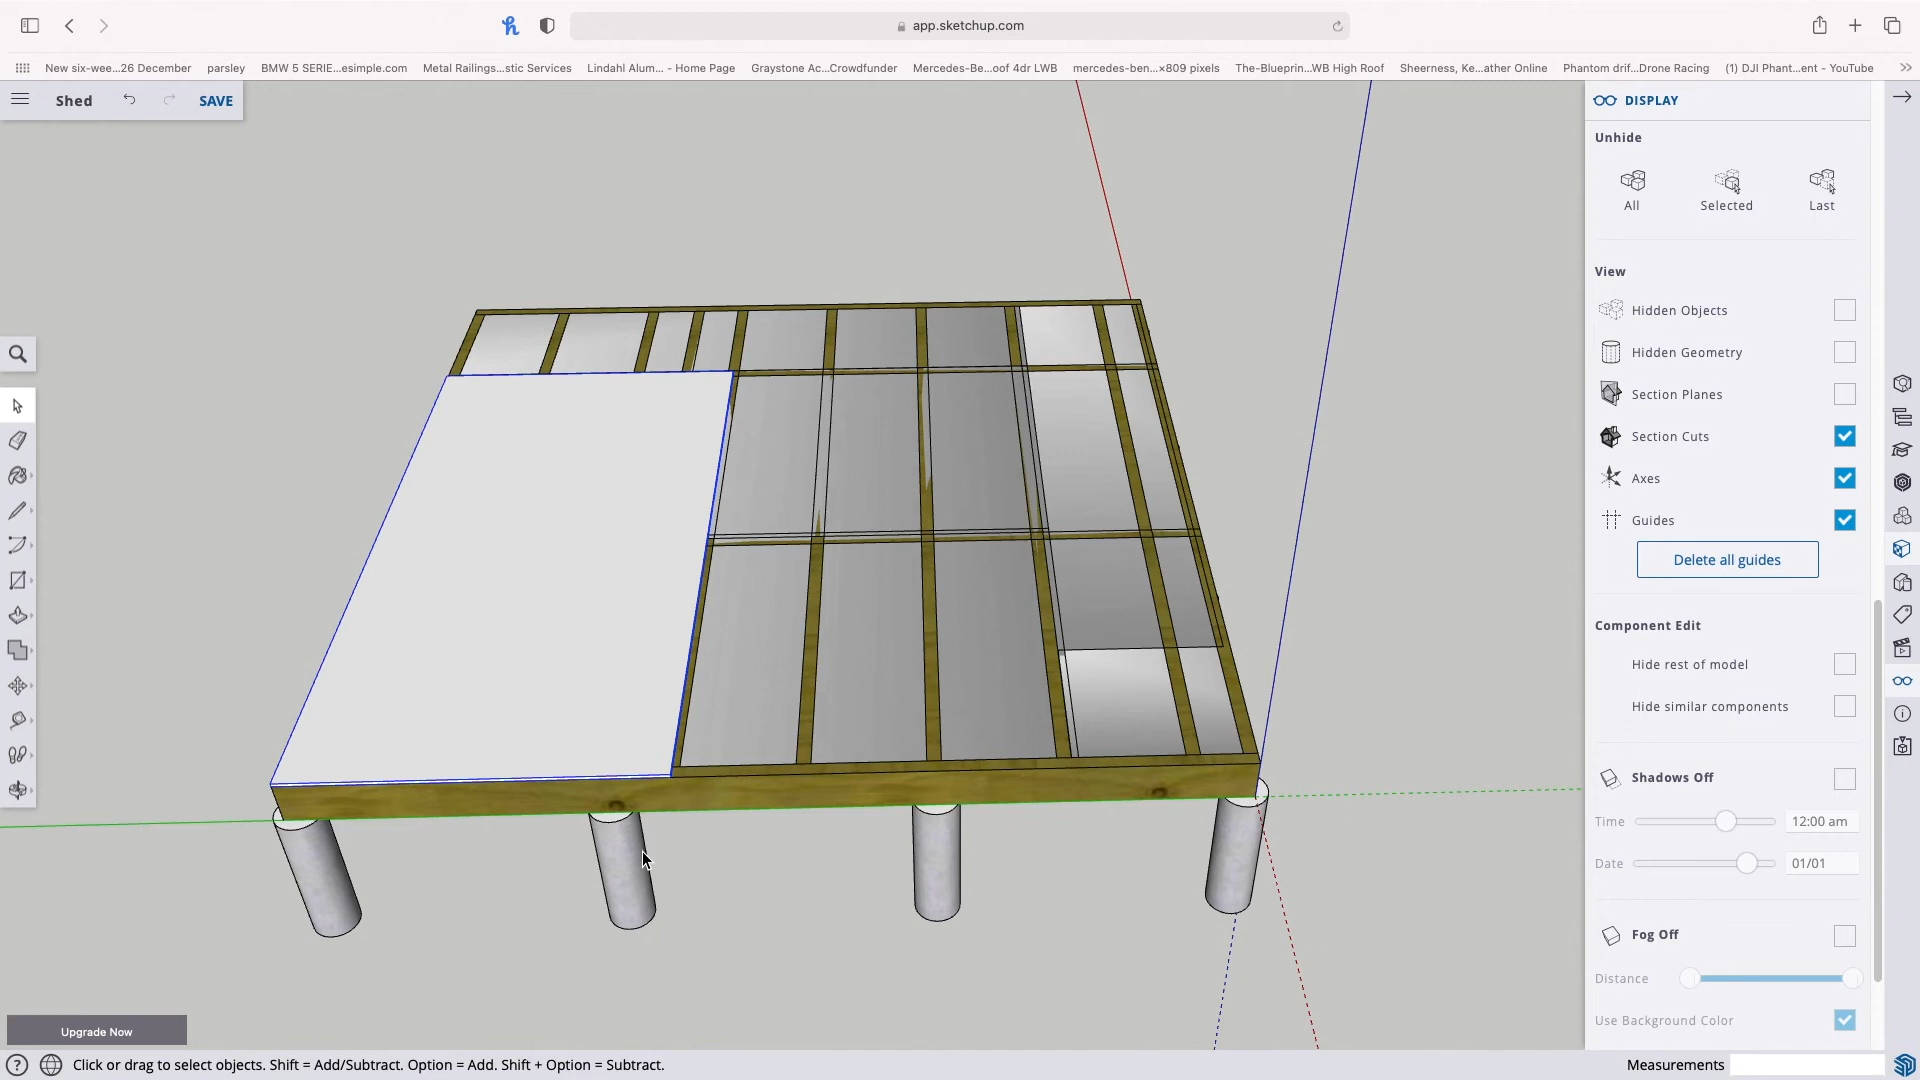 app.sketchup.com
New six-wee...26 December parsley BMW 5 SERIE...esimple.com Metal Railings...stic Services Lindahl Alum... - Home Page Graystone Ac...Crowdfunder Mercedes-Be...oof 4dr LWB mercedes-ben...×809 pixels The-Blueprin...WB High Roof Sheerness, Ke...ather Online Phantom drif...Drone Racing (1) DJI Phant...ent - YouTube
Shed SAVE
DISPLAY
Unhide
All Selected Last
View
Hidden Objects
Hidden Geometry
Section Planes
Section Cuts
Axes
Guides
Delete all guides
Component Edit
Hide rest of model
Hide similar components
Shadows Off
Time 12:00 am
Date 01/01
Fog Off
Distance
Use Background Color
Upgrade Now
Click or drag to select objects. Shift = Add/Subtract. Option = Add. Shift + Option = Subtract.
Measurements